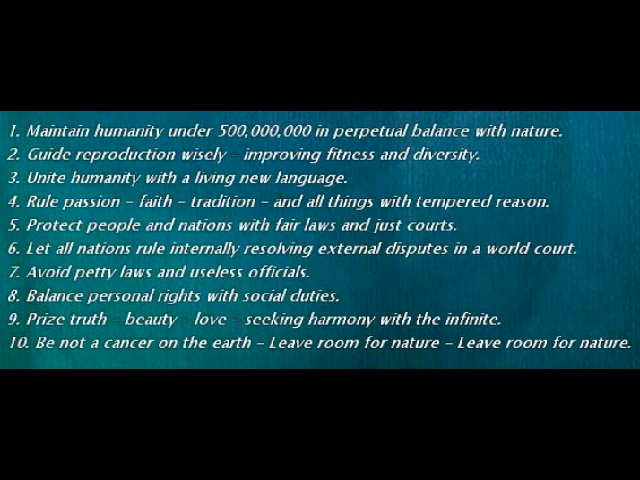 1. Maintain humanity under 500,000,000 in perpetual balance with nature.
2. Guide reproduction wisely - improving fitness and diversity.
3. Unite humanity with a living new language.
4. Rule passion - faith - tradition - and all things with tempered reason.
5. Protect people and nations with fair laws and just courts.
6. Let all nations rule internally resolving external disputes in a world court.
7. Avoid petty laws and useless officials.
8. Balance personal rights with social duties.
9. Prize truth - beauty - love - seeking harmony with the infinite.
10. Be not a cancer on the earth - Leave room for nature - Leave room for nature.